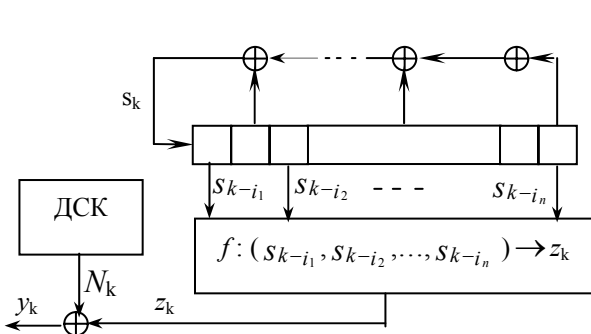 s_k
s_{k-i_1} s_{k-i_2} - - - s_{k-i_n}
ДСК
f: (s_{k-i_1}, s_{k-i_2}, ..., s_{k-i_n}) → z_k
N_k
y_k z_k